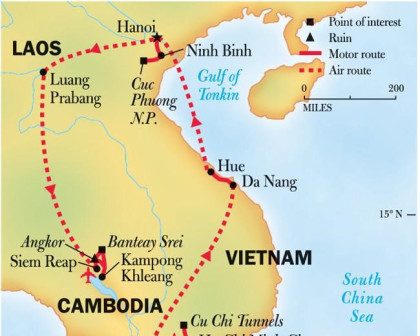 Hanoi
LAOS
Ninh Binh
Luang
Prabang
Cuc
Phuong
N.P.
Gulf of
Tonkin
Point of interest
Ruin
Motor route
Air route
0
200
MILES
Hue
Da Nang
15° N
Angkor
Banteay Srei
Siem Reap
Kampong
Khleang
VIETNAM
CAMBODIA
South
China
Sea
Cu Chi Tunnels